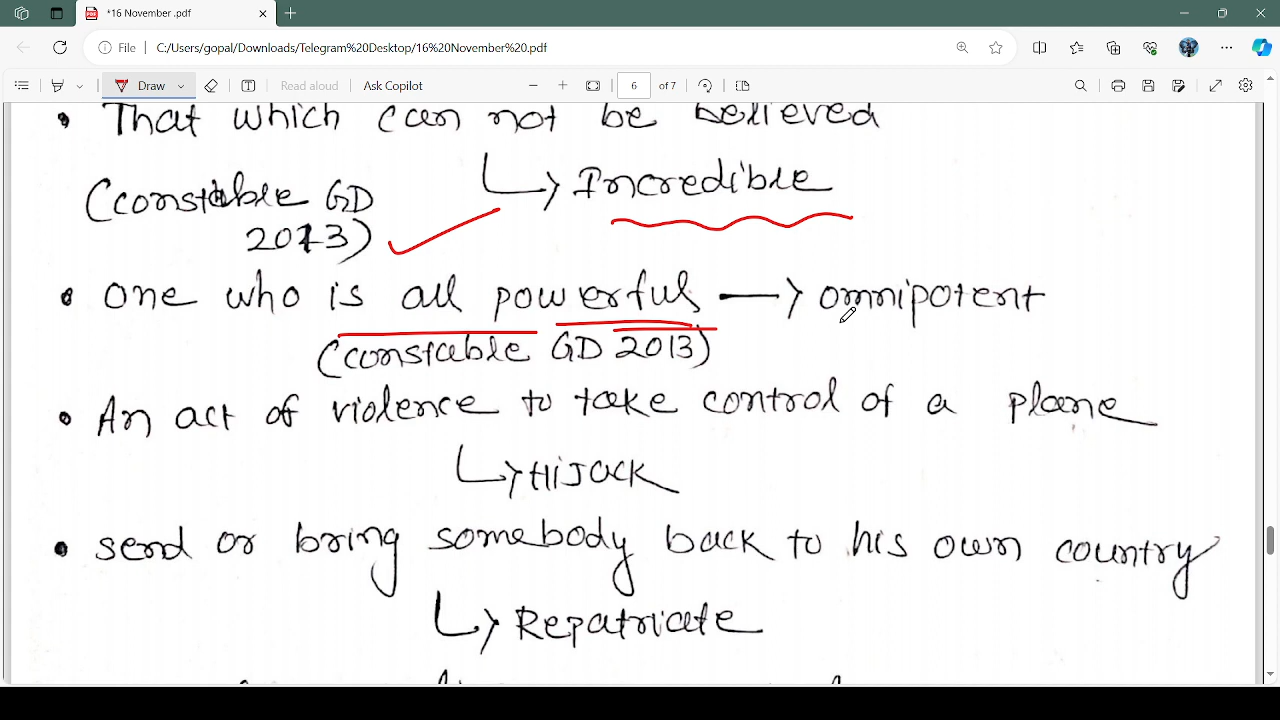 *16 November .pdf
File C:/Users/gopal/Downloads/Telegram%20Desktop/16%20November%20.pdf
Draw Read aloud Ask Copilot 6 of 7
• That which can not be believed
↳ Incredible
(constable GD
2013)
• one who is all powerful → omnipotent
(constable GD 2013)
• An act of violence to take control of a plane
↳ HiJack
• send or bring somebody back to his own country
↳ Repatriate